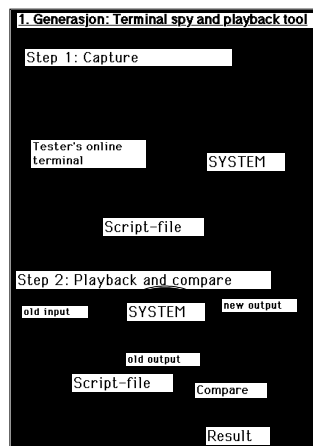 1. Generasjon: Terminal spy and playback tool
Step 1: Capture
Tester's online
terminal
SYSTEM
Script-file
Step 2: Playback and compare
old input
SYSTEM
new output
old output
Script-file
Compare
Result